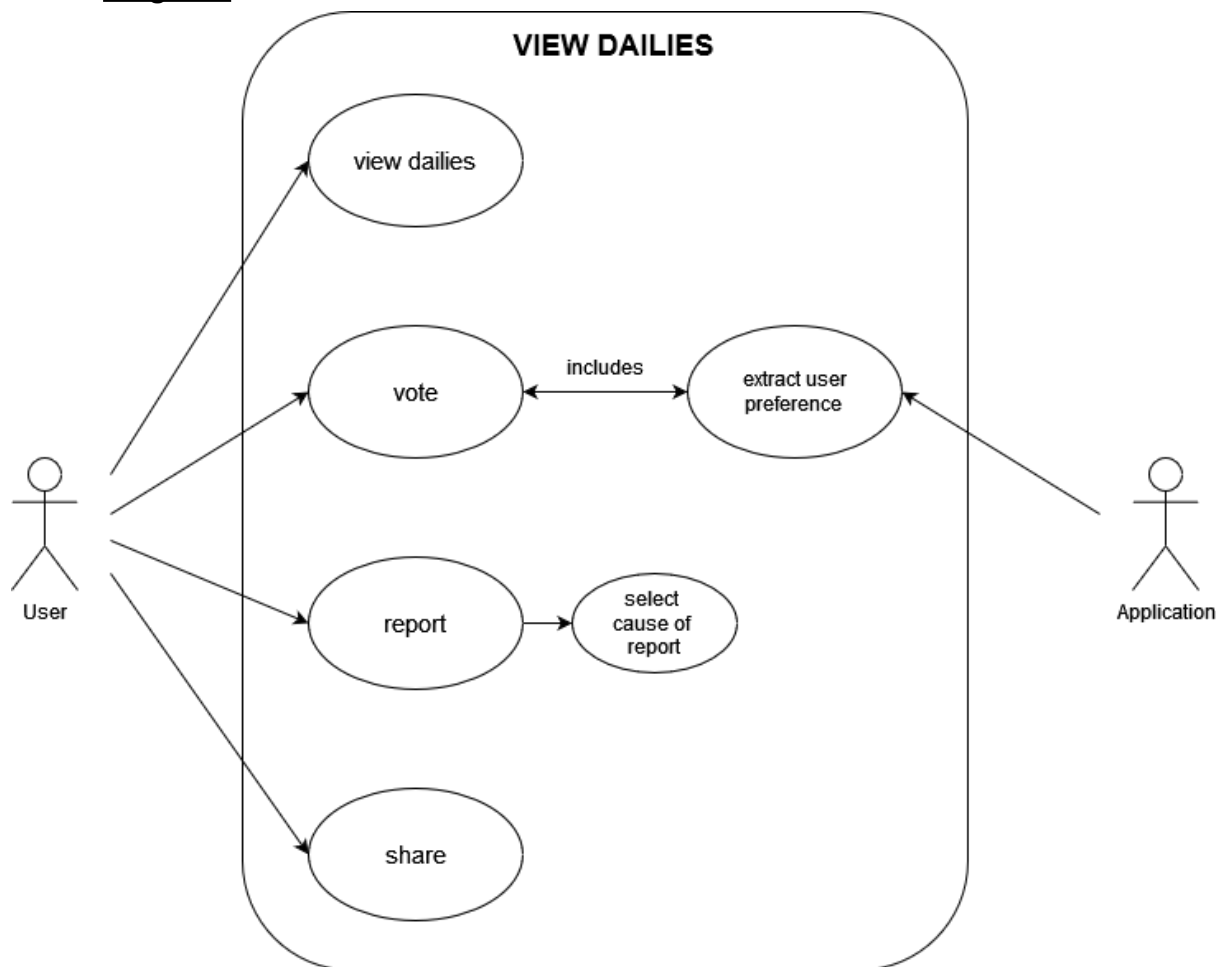 VIEW DAILIES
view dailies
vote
includes
extract user
preference
User
Application
report
select
cause of
report
share